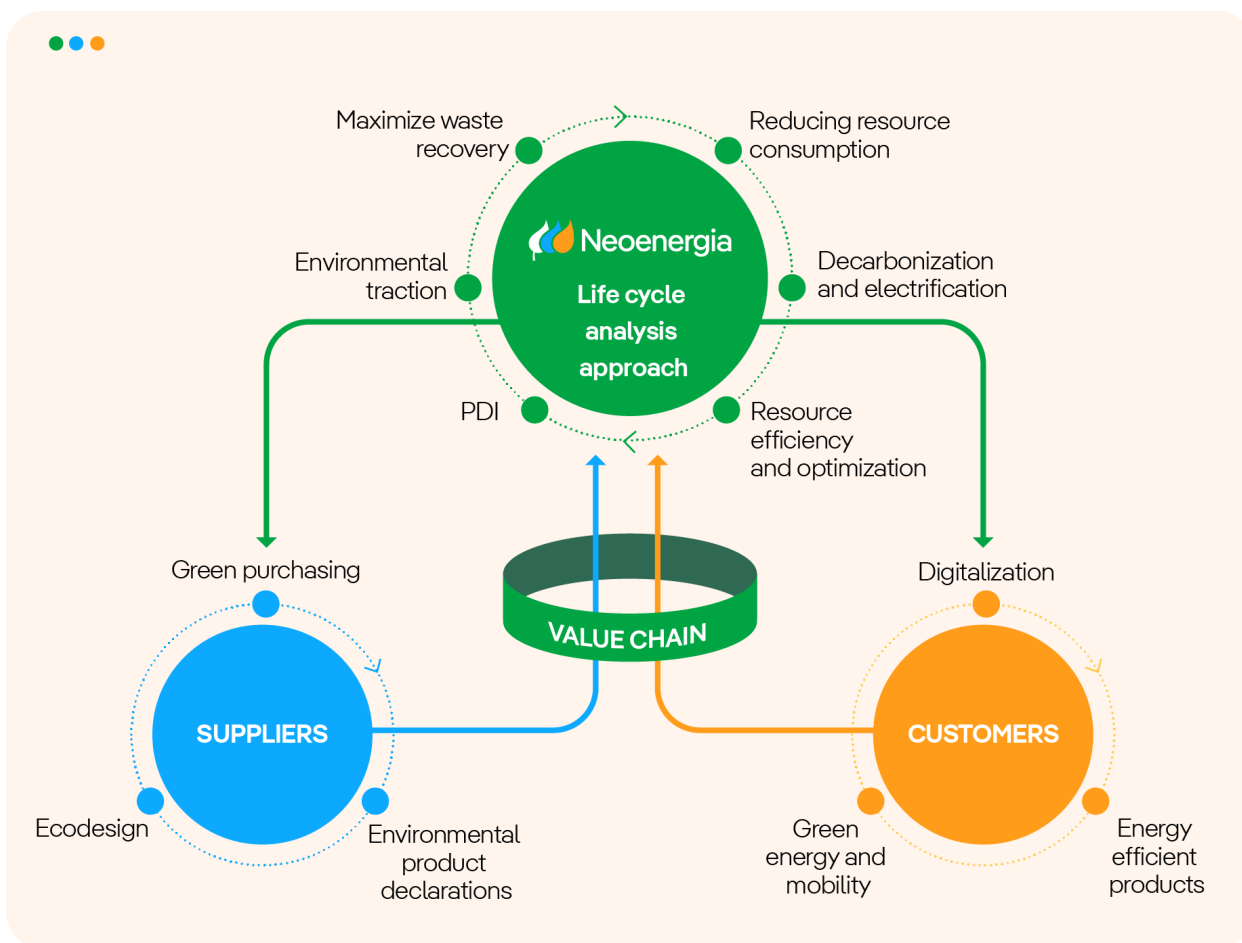 Maximize waste
recovery
Reducing resource
consumption
Neoenergia
Life cycle
analysis
approach
Environmental
traction
Decarbonization
and electrification
PDI
Resource
efficiency
and optimization
Green purchasing
Digitalization
VALUE CHAIN
SUPPLIERS
CUSTOMERS
Ecodesign
Environmental
product
declarations
Green
energy and
mobility
Energy
efficient
products